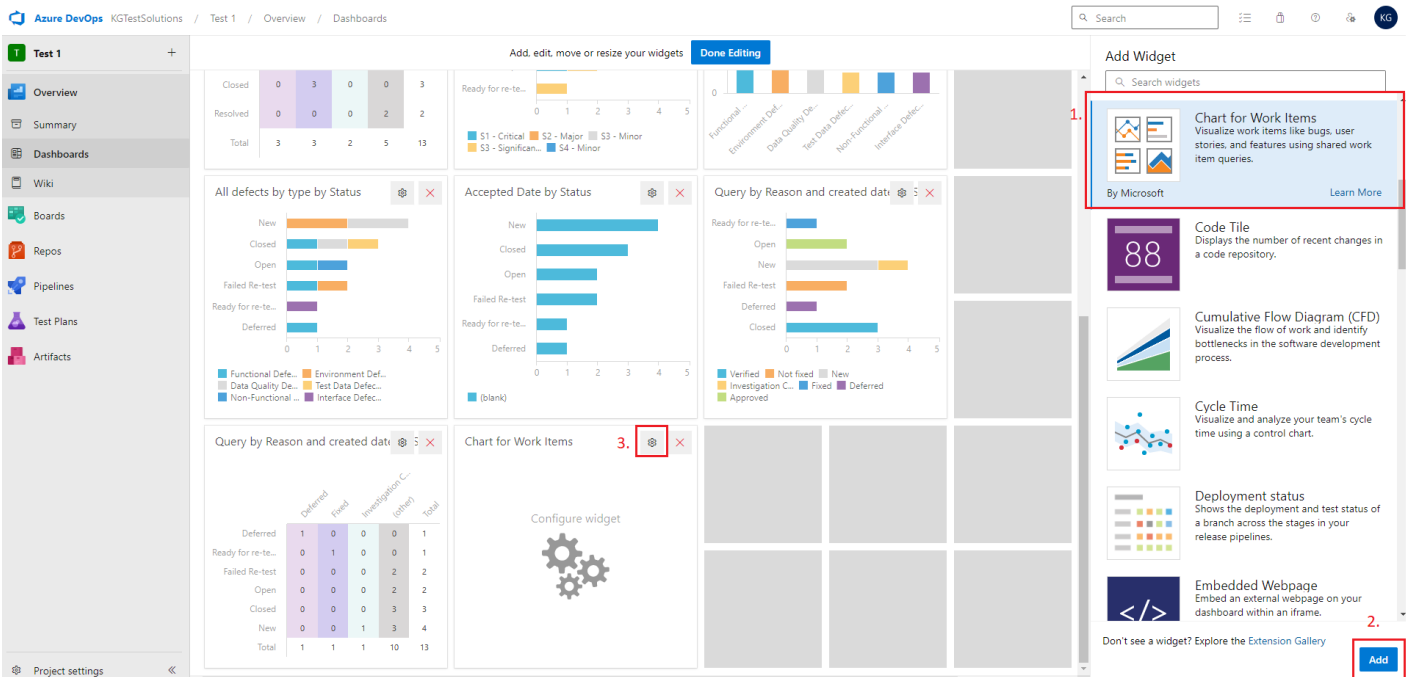 Azure DevOps KGTestSolutions / Test 1 / Overview / Dashboards
Search
KG
T Test 1 +
Overview
Summary
Dashboards
Wiki
Boards
Repos
Pipelines
Test Plans
Artifacts
Project settings
Add, edit, move or resize your widgets Done Editing
Closed 0 3 0 0 3
Resolved 0 0 0 2 2
Total 3 3 2 5 13
Ready for re-te...
0 1 2 3 4 5
S1 - Critical S2 - Major S3 - Minor
S3 - Significan... S4 - Minor
0
Functional ...
Environment Def...
Data Quality De...
Test Data Defec...
Non-Functional ...
Interface Defec...
All defects by type by Status
New
Closed
Open
Failed Re-test
Ready for re-te...
Deferred
0 1 2 3 4 5
Functional Defe... Environment Def...
Data Quality De... Test Data Defec...
Non-Functional ... Interface Defec...
Accepted Date by Status
New
Closed
Open
Failed Re-test
Ready for re-te...
Deferred
0 1 2 3 4 5
(blank)
Query by Reason and created date
Ready for re-te...
Open
New
Failed Re-test
Deferred
Closed
0 1 2 3 4 5
Verified Not fixed New
Investigation C... Fixed Deferred
Approved
Query by Reason and created date
Deferred
Fixed
Investigation C...
(other)
Total
Deferred 1 0 0 0 1
Ready for re-te... 0 1 0 0 1
Failed Re-test 0 0 0 2 2
Open 0 0 0 2 2
Closed 0 0 0 3 3
New 0 0 1 3 4
Total 1 1 1 10 13
Chart for Work Items
3.
Configure widget
Add Widget
Search widgets
1.
Chart for Work Items
Visualize work items like bugs, user
stories, and features using shared work
item queries.
By Microsoft Learn More
88
Code Tile
Displays the number of recent changes in
a code repository.
Cumulative Flow Diagram (CFD)
Visualize the flow of work and identify
bottlenecks in the software development
process.
Cycle Time
Visualize and analyze your team's cycle
time using a control chart.
Deployment status
Shows the deployment and test status of
a branch across the stages in your
release pipelines.
</>
Embedded Webpage
Embed an external webpage on your
dashboard within an iframe.
2.
Don't see a widget? Explore the Extension Gallery
Add